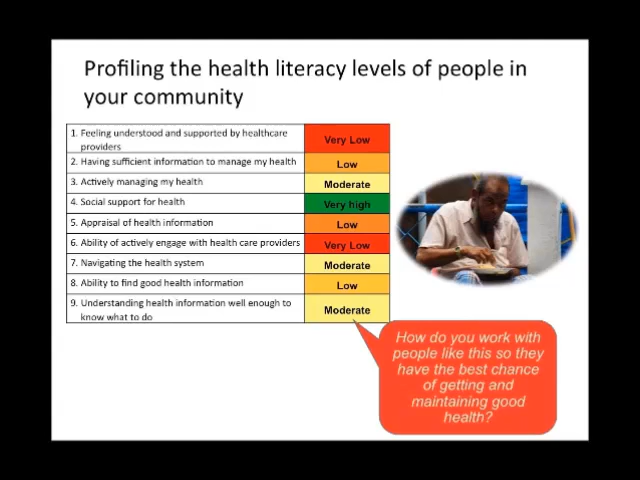 Profiling the health literacy levels of people in
your community
1. Feeling understood and supported by healthcare
providers
Very Low
2. Having sufficient information to manage my health
Low
3. Actively managing my health
Moderate
4. Social support for health
Very high
5. Appraisal of health information
Low
6. Ability of actively engage with health care providers
Very Low
7. Navigating the health system
Moderate
8. Ability to find good health information
Low
9. Understanding health information well enough to
know what to do
Moderate
How do you work with
people like this so they
have the best chance
of getting and
maintaining good
health?